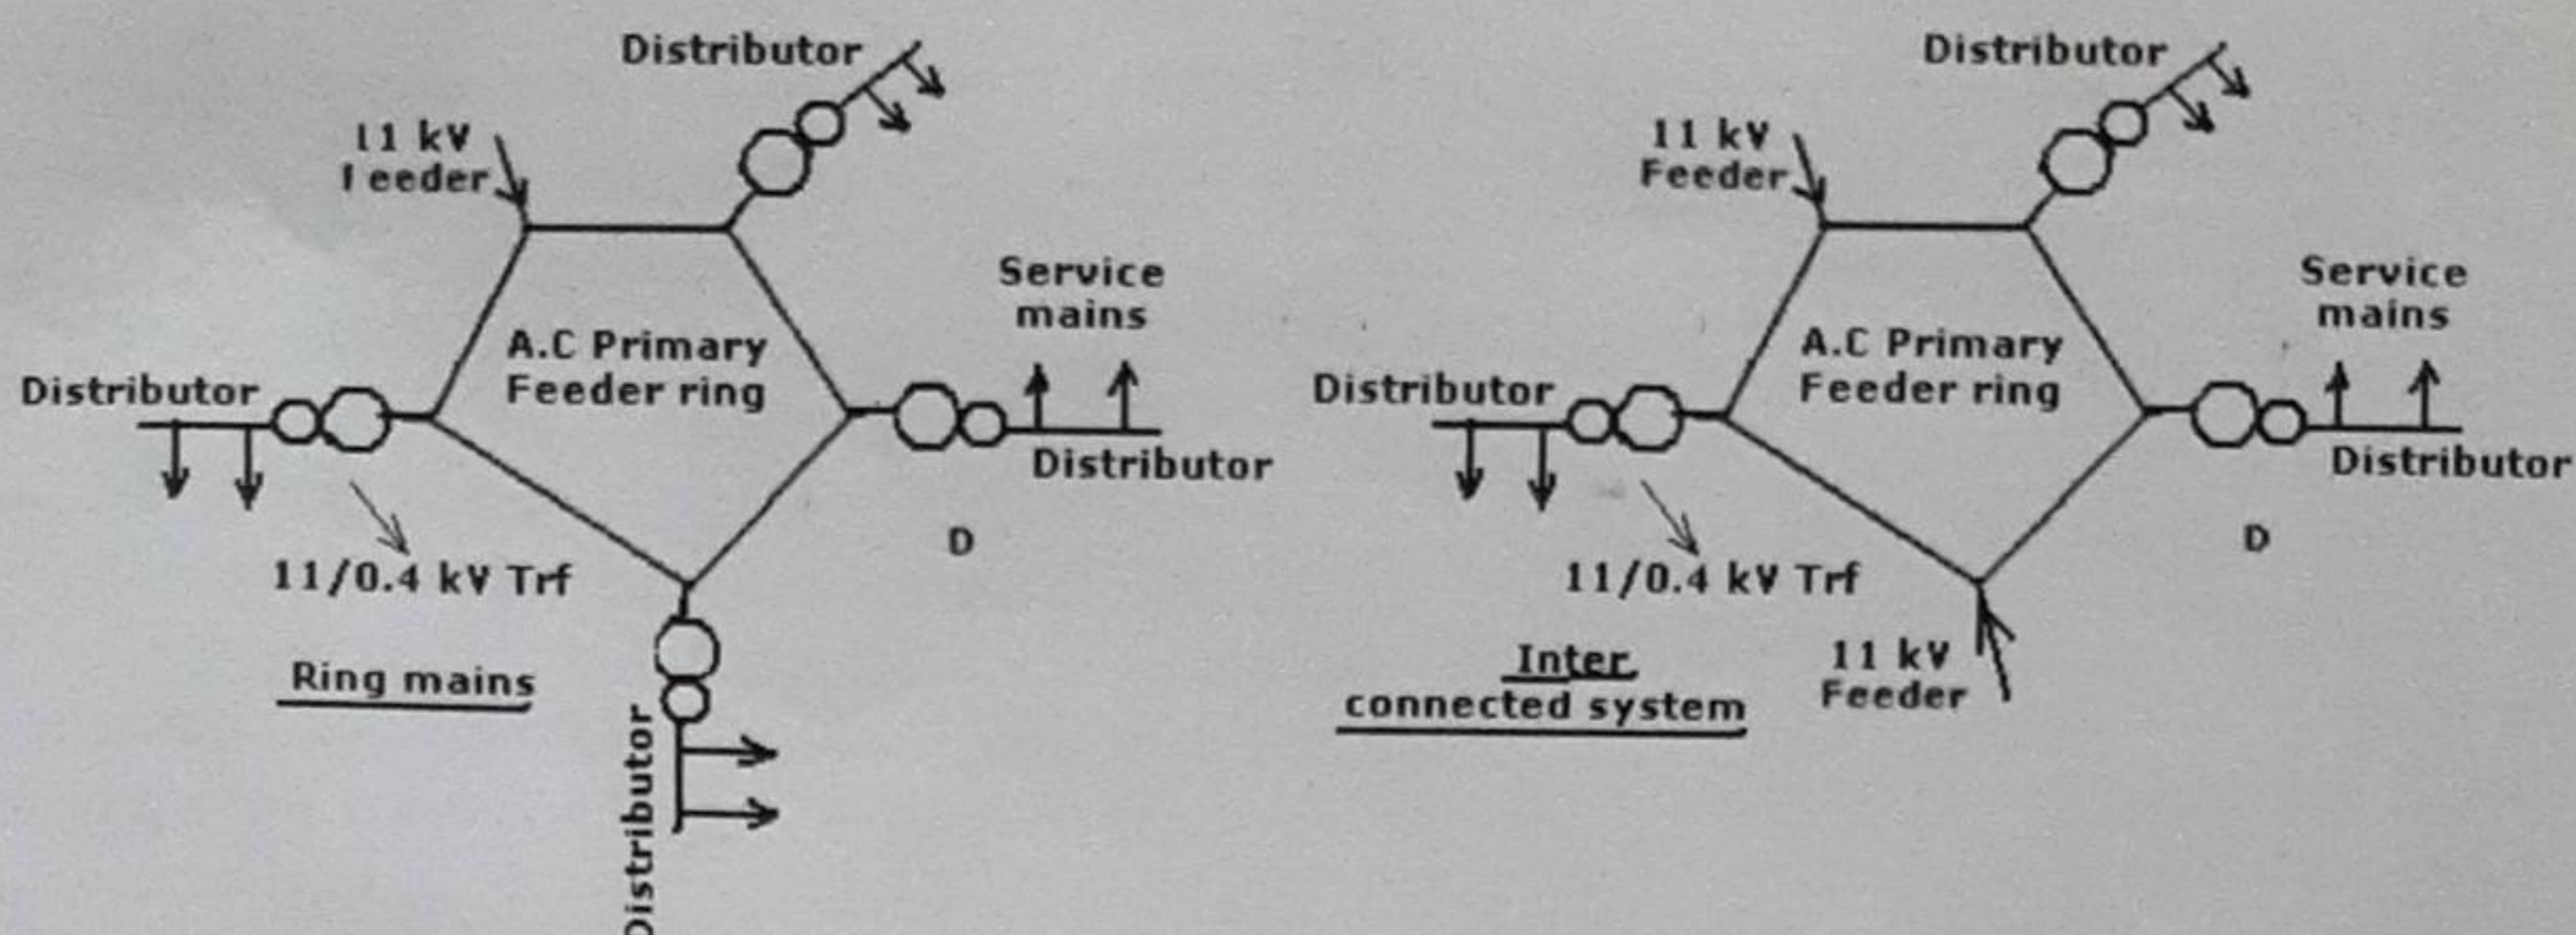 Distributor
11 kV
Feeder
A.C Primary
Feeder ring
Service
mains
Distributor
Distributor
D
11/0.4 kV Trf
Ring mains
Distributor
Distributor
11 kV
Feeder
A.C Primary
Feeder ring
Service
mains
Distributor
Distributor
D
11/0.4 kV Trf
Inter
connected system
11 kV
Feeder